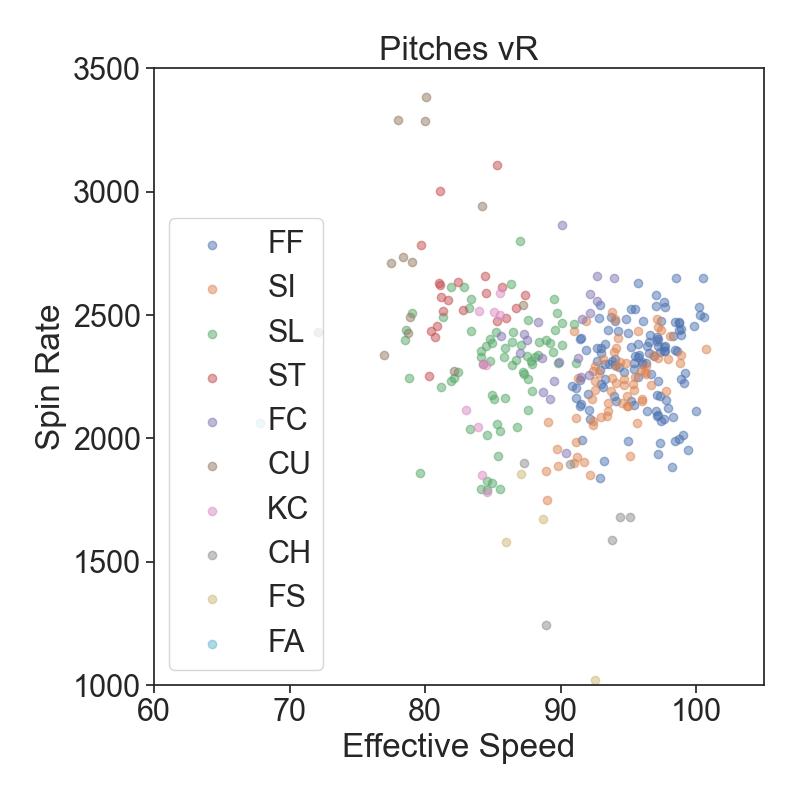 Pitches vR
3500
3000
2500
2000
1500
1000
Spin Rate
FF
SI
SL
ST
FC
CU
KC
CH
FS
FA
60 70 80 90 100
Effective Speed